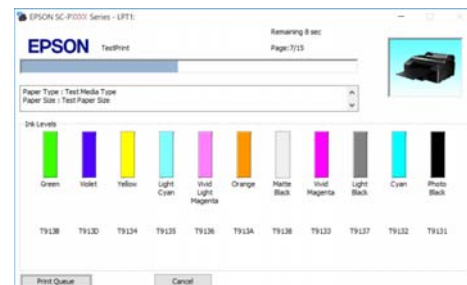 EPSON SC-PXXXX Series - LPT1:
EPSON
TestPrint
Remaining 8 sec
Page: 7/15
Paper Type : Test Media Type
Paper Size : Test Paper Size
Ink Levels
Green
Violet
Yellow
Light Cyan
Vivid Light Magenta
Orange
Matte Black
Vivid Magenta
Light Black
Cyan
Photo Black
T913B T913D T9134 T9135 T9136 T913A T9138 T9133 T9137 T9132 T9131
Print Queue
Cancel